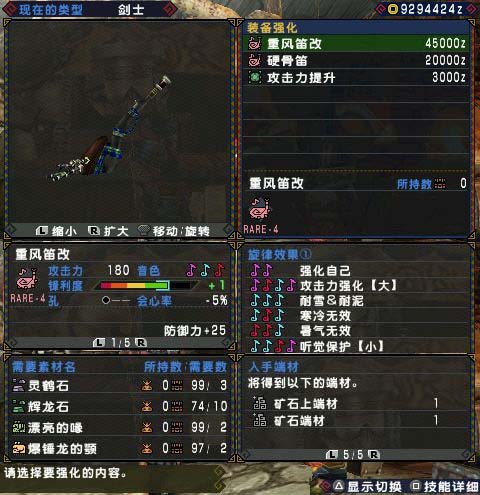 现在的类型 剑士
9294424z
装备强化
重风笛改 45000z
硬骨笛 20000z
攻击力提升 3000z
重风笛改 所持数 0
RARE-4
L 缩小 R 扩大 移动/旋转
重风笛改
攻击力 180 音色
锋利度 +1
RARE-4
孔 ●—— 会心率 -5%
防御力+25
L 1/5 R
旋律效果①
强化自己
攻击力强化【大】
耐雪&耐泥
寒冷无效
暑气无效
听觉保护【小】
需要素材名 所持数/需要数
灵鹤石 0 99/ 3
辉龙石 0 74/10
漂亮的喙 0 99/ 2
爆锤龙的颚 0 97/ 2
入手端材
将得到以下的端材。
矿石上端材 1
矿石端材 1
L 5/5 R
请选择要强化的内容。
△显示切换 □技能详细